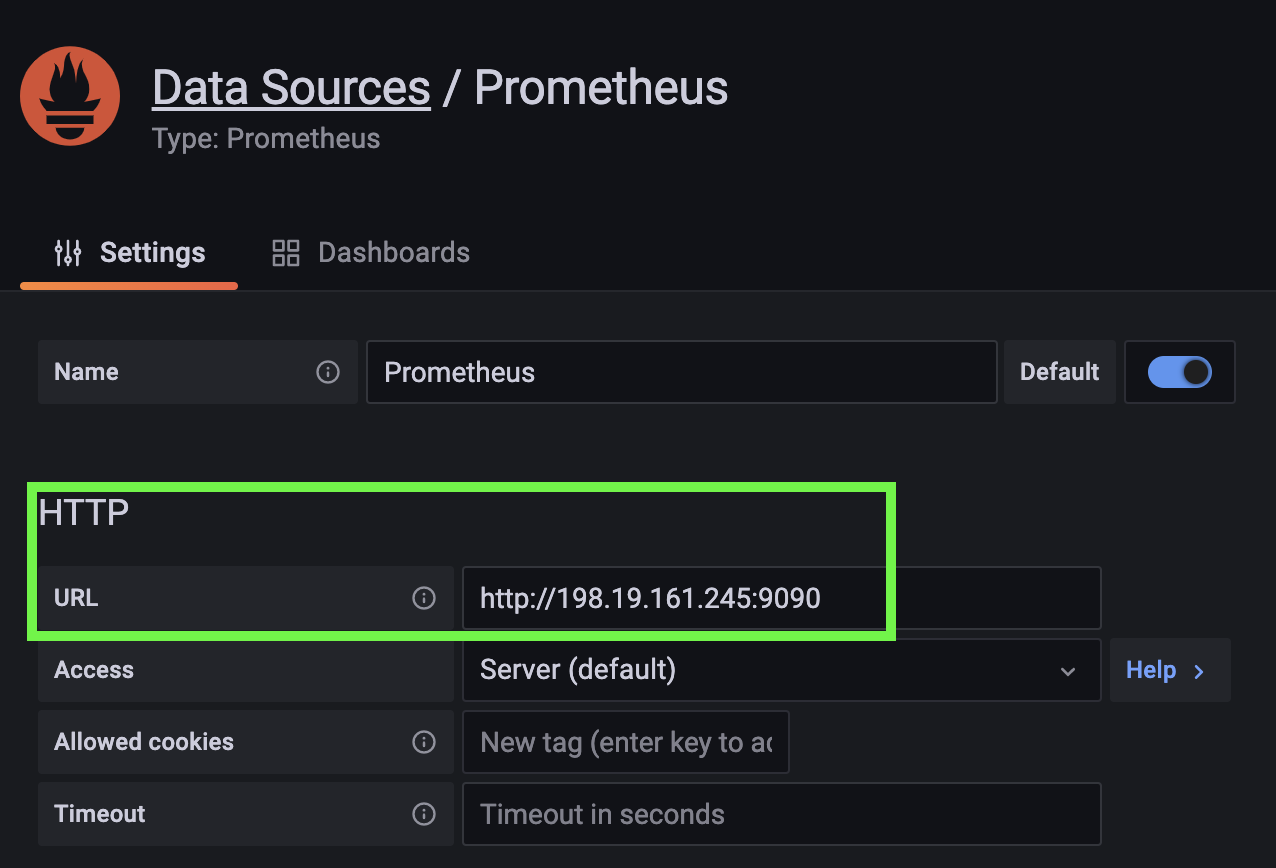 Data Sources / Prometheus
Type: Prometheus
Settings Dashboards
Name Prometheus Default
HTTP
URL http://198.19.161.245:9090
Access Server (default) Help
Allowed cookies New tag (enter key to ad
Timeout Timeout in seconds